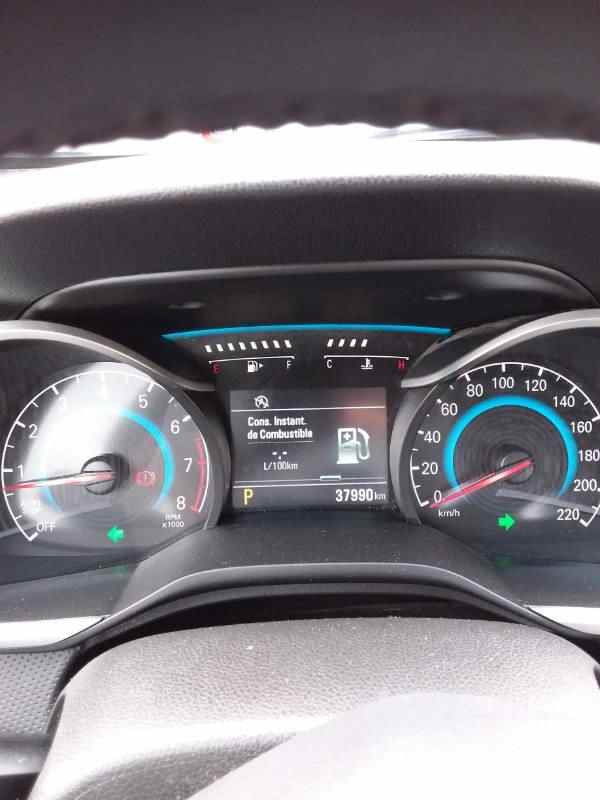 E F C H
Cons. Instant.
de Combustible
-.-
L/100km
P 37990 km
OFF 1 2 3 4 5 6 7 8
RPM
x1000
0 20 40 60 80 100 120 140 160 180 200 220
km/h